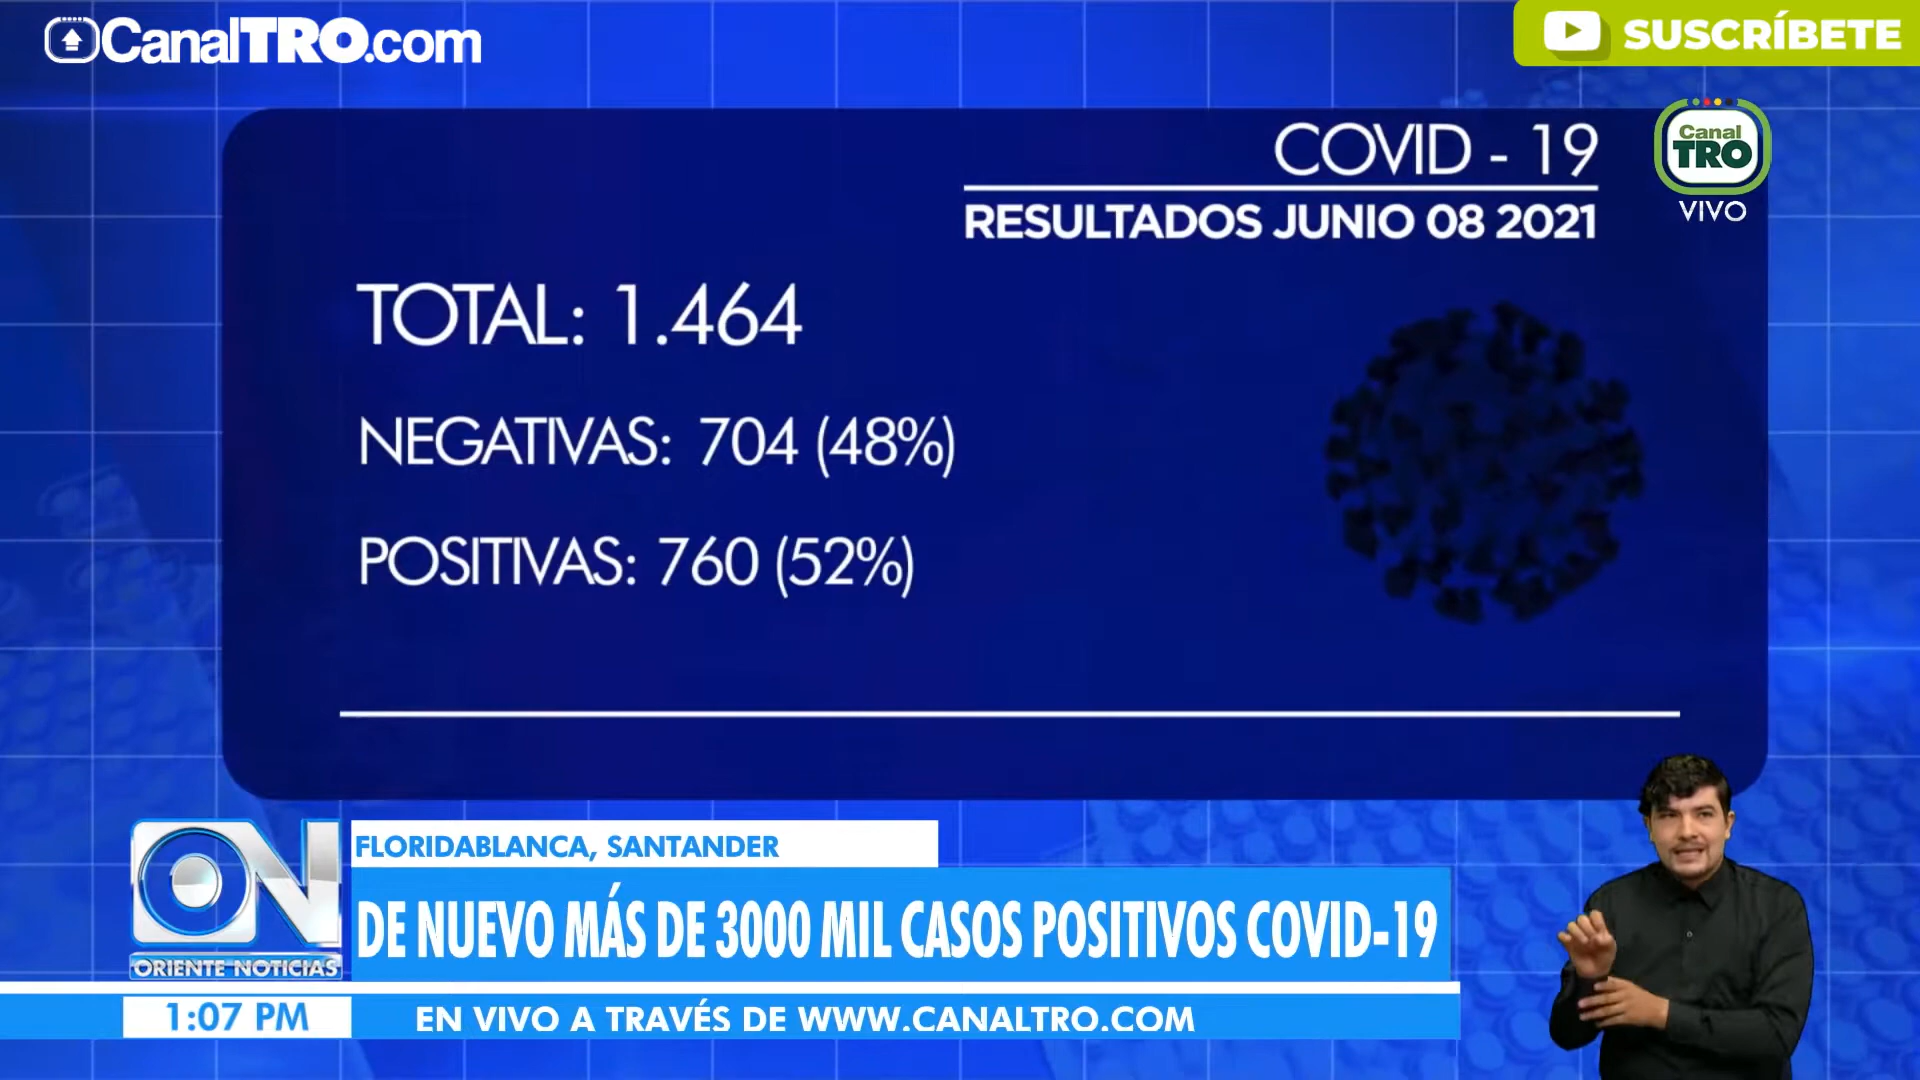 CanalTRO.com
SUSCRÍBETE
COVID - 19
RESULTADOS JUNIO 08 2021
Canal
TRO
VIVO
TOTAL: 1.464
NEGATIVAS: 704 (48%)
POSITIVAS: 760 (52%)
FLORIDABLANCA, SANTANDER
DE NUEVO MÁS DE 3000 MIL CASOS POSITIVOS COVID-19
ON
ORIENTE NOTICIAS
1:07 PM
EN VIVO A TRAVÉS DE WWW.CANALTRO.COM